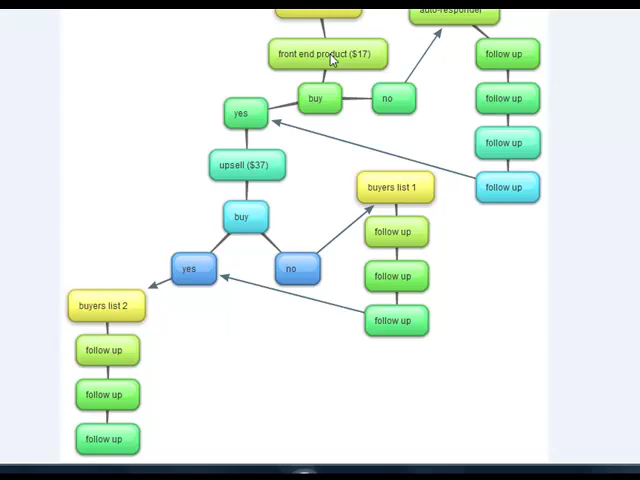 auto-responder
front end product ($17)
follow up
buy
no
follow up
yes
follow up
upsell ($37)
buyers list 1
follow up
buy
follow up
yes
no
follow up
buyers list 2
follow up
follow up
follow up
follow up